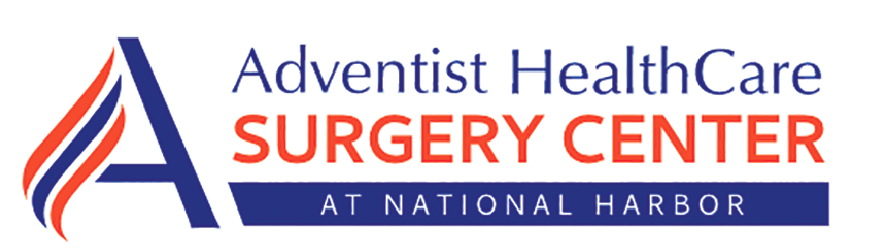 Adventist HealthCare
SURGERY CENTER
AT NATIONAL HARBOR